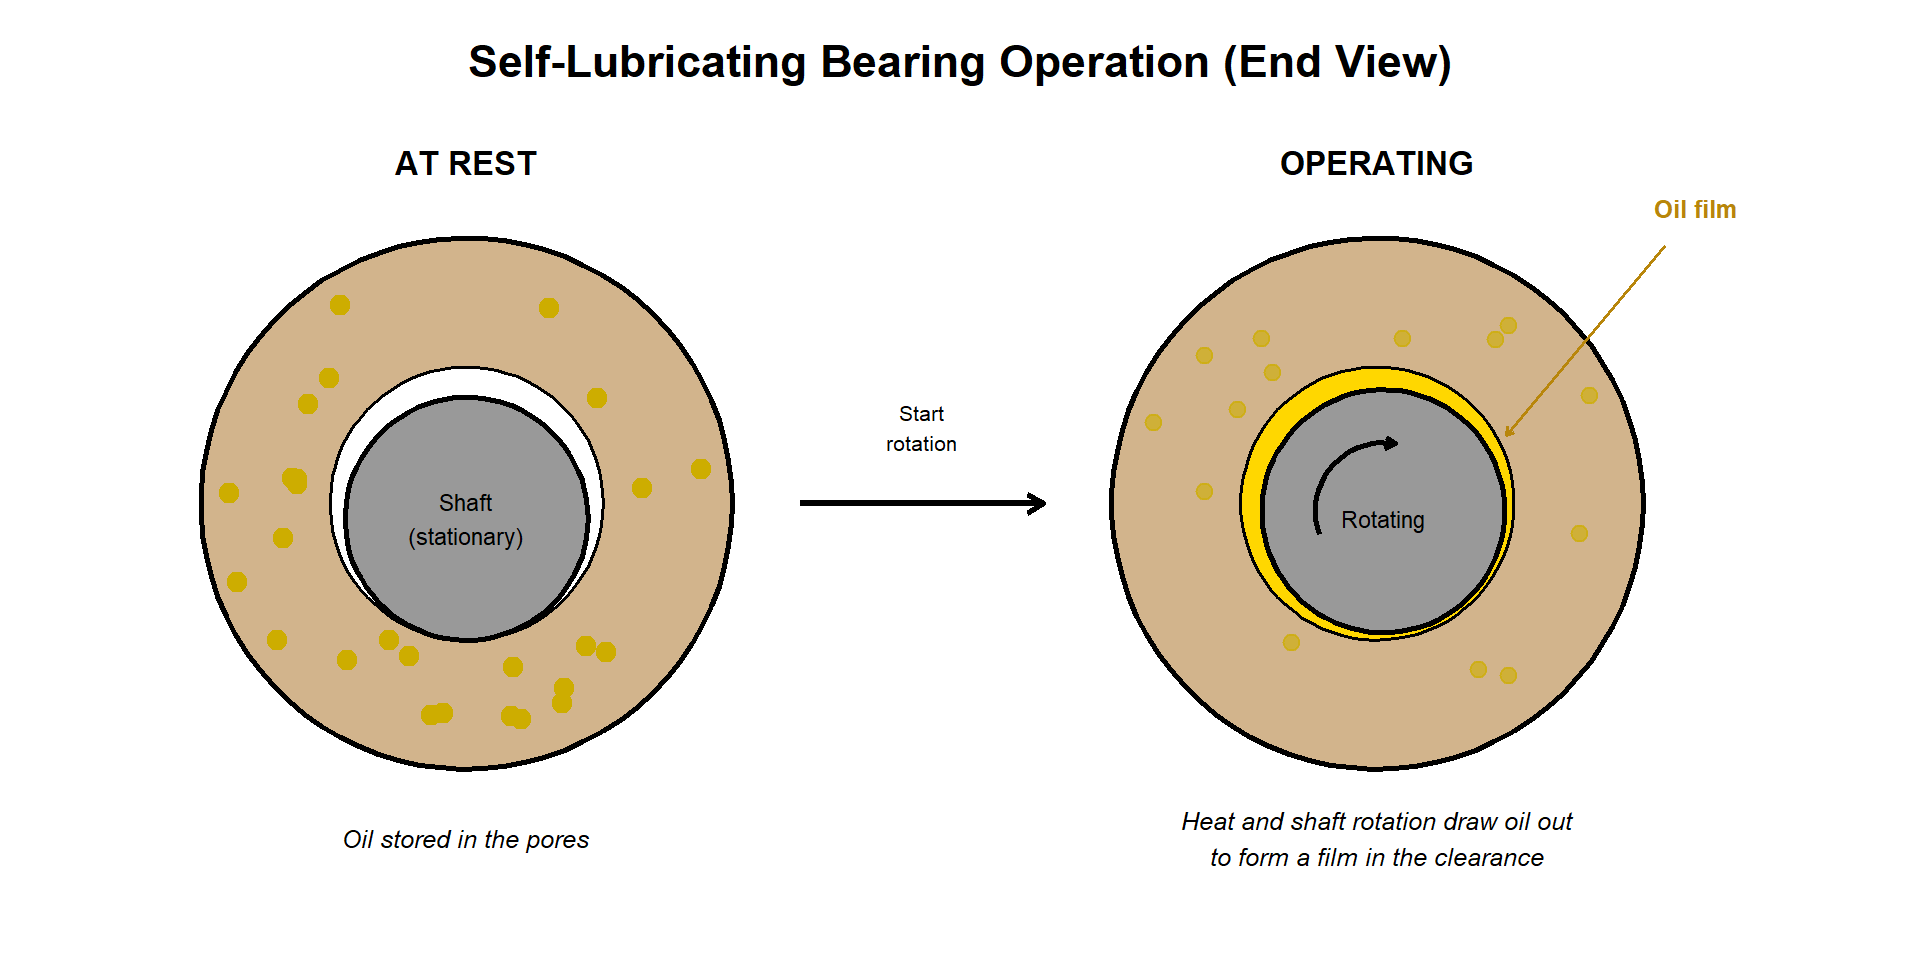 Self-Lubricating Bearing Operation (End View)
AT REST
OPERATING
Oil film
Start
rotation
Shaft
(stationary)
Rotating
Oil stored in the pores
Heat and shaft rotation draw oil out
to form a film in the clearance